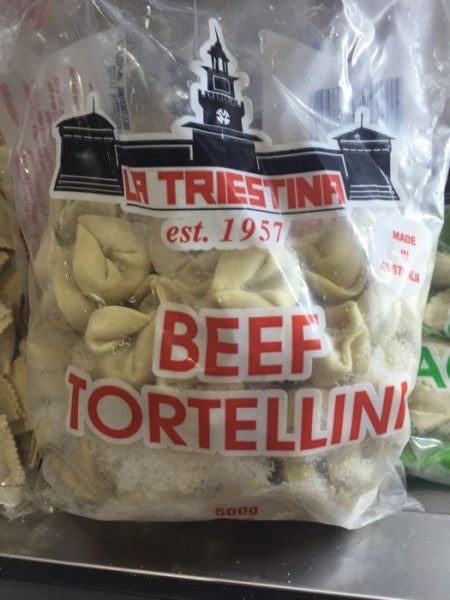 LA TRIESTINA
est. 1957
MADE
IN
AUSTRALIA
BEEF
TORTELLINI
500g